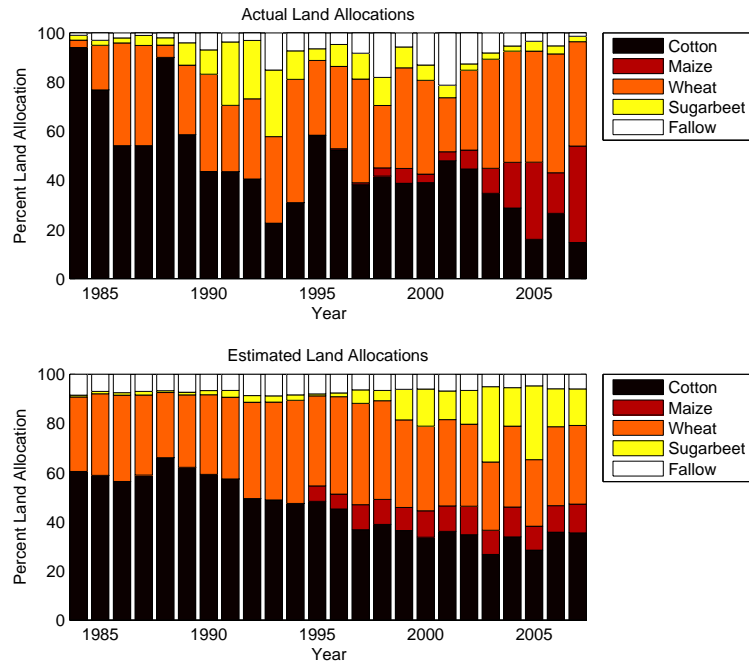 Actual Land Allocations
100
80
60
40
20
0
Percent Land Allocation
1985 1990 1995 2000 2005
Year
Cotton
Maize
Wheat
Sugarbeet
Fallow
Estimated Land Allocations
100
80
60
40
20
0
Percent Land Allocation
1985 1990 1995 2000 2005
Year
Cotton
Maize
Wheat
Sugarbeet
Fallow